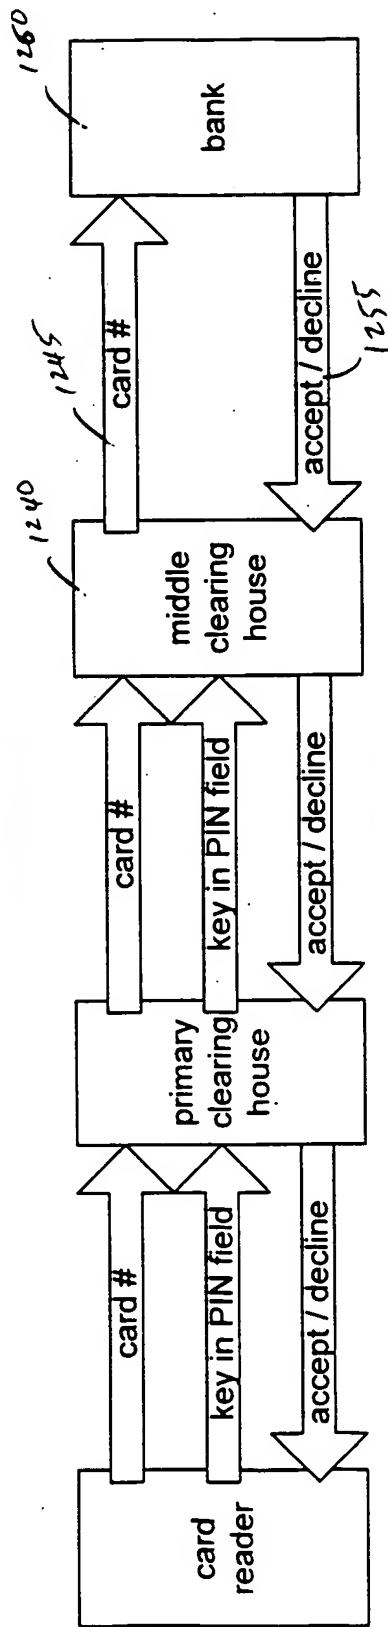 card
reader
card #
key in PIN field
accept / decline
primary
clearing
house
card #
key in PIN field
accept / decline
1240
middle
clearing
house
1245
card #
accept / decline
1255
1260
bank